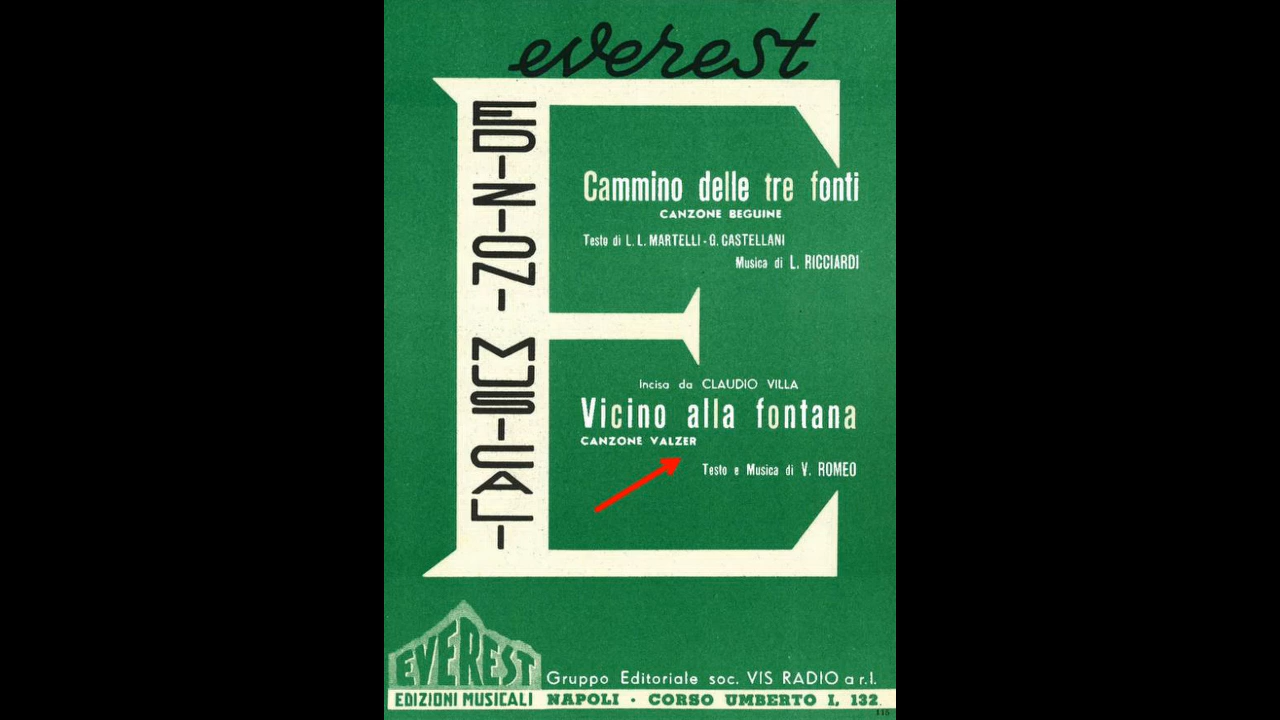 everest
EDIZIONI MUSICALI
Cammino delle tre fonti
CANZONE BEGUINE
Testo di L. L. MARTELLI - G. CASTELLANI
Musica di L. RICCIARDI
Incisa da CLAUDIO VILLA
Vicino alla fontana
CANZONE VALZER
Testo e Musica di V. ROMEO
EVEREST
EDIZIONI MUSICALI
Gruppo Editoriale soc. VIS RADIO a r.l.
NAPOLI · CORSO UMBERTO I, 132
115